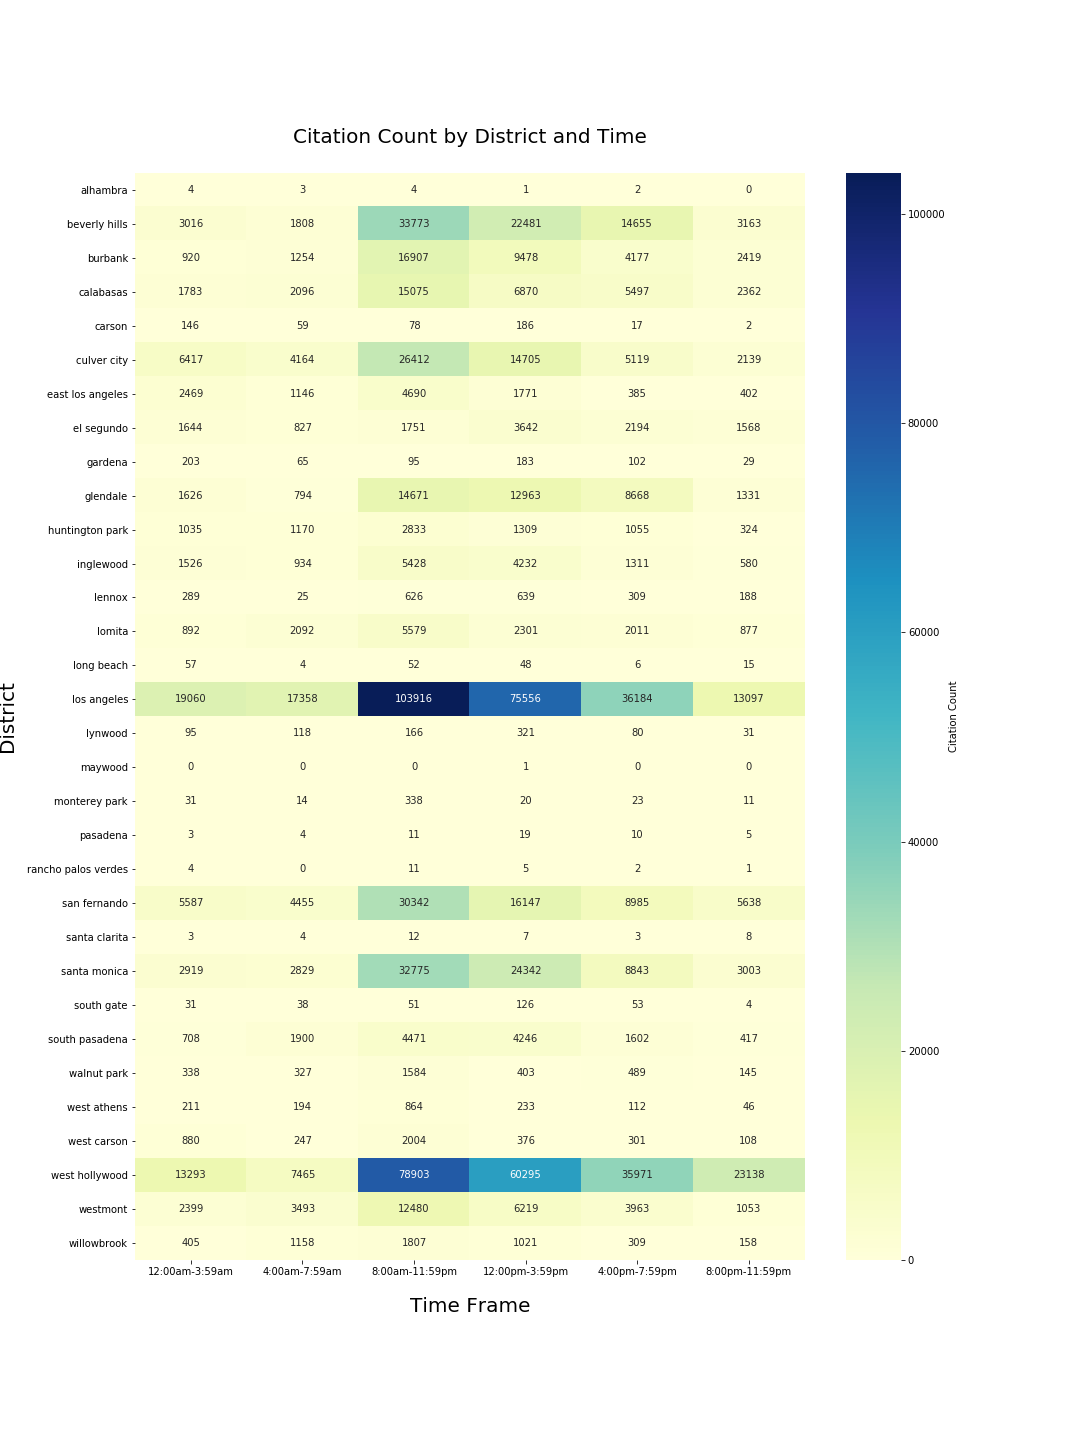 Citation Count by District and Time
alhambra 4 3 4 1 2 0
beverly hills 3016 1808 33773 22481 14655 3163
burbank 920 1254 16907 9478 4177 2419
calabasas 1783 2096 15075 6870 5497 2362
carson 146 59 78 186 17 2
culver city 6417 4164 26412 14705 5119 2139
east los angeles 2469 1146 4690 1771 385 402
el segundo 1644 827 1751 3642 2194 1568
gardena 203 65 95 183 102 29
glendale 1626 794 14671 12963 8668 1331
huntington park 1035 1170 2833 1309 1055 324
inglewood 1526 934 5428 4232 1311 580
lennox 289 25 626 639 309 188
lomita 892 2092 5579 2301 2011 877
long beach 57 4 52 48 6 15
los angeles 19060 17358 103916 75556 36184 13097
lynwood 95 118 166 321 80 31
maywood 0 0 0 1 0 0
monterey park 31 14 338 20 23 11
pasadena 3 4 11 19 10 5
rancho palos verdes 4 0 11 5 2 1
san fernando 5587 4455 30342 16147 8985 5638
santa clarita 3 4 12 7 3 8
santa monica 2919 2829 32775 24342 8843 3003
south gate 31 38 51 126 53 4
south pasadena 708 1900 4471 4246 1602 417
walnut park 338 327 1584 403 489 145
west athens 211 194 864 233 112 46
west carson 880 247 2004 376 301 108
west hollywood 13293 7465 78903 60295 35971 23138
westmont 2399 3493 12480 6219 3963 1053
willowbrook 405 1158 1807 1021 309 158
12:00am-3:59am 4:00am-7:59am 8:00am-11:59pm 12:00pm-3:59pm 4:00pm-7:59pm 8:00pm-11:59pm
Time Frame
District
100000
80000
60000
40000
20000
0
Citation Count